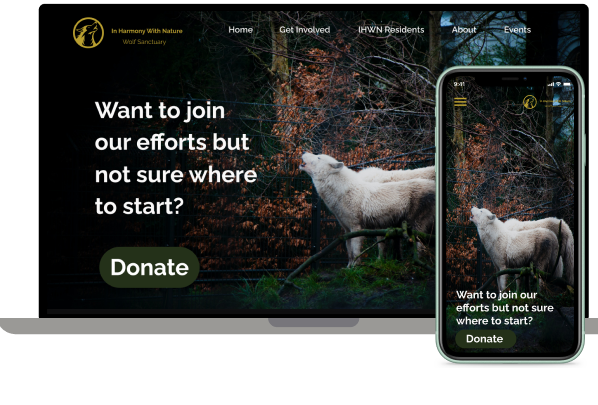 In Harmony With Nature
Wolf Sanctuary
Home Get Involved IHWN Residents About Events
Want to join
our efforts but
not sure where
to start?
Donate
9:41
Want to join our
efforts but not sure
where to start?
Donate